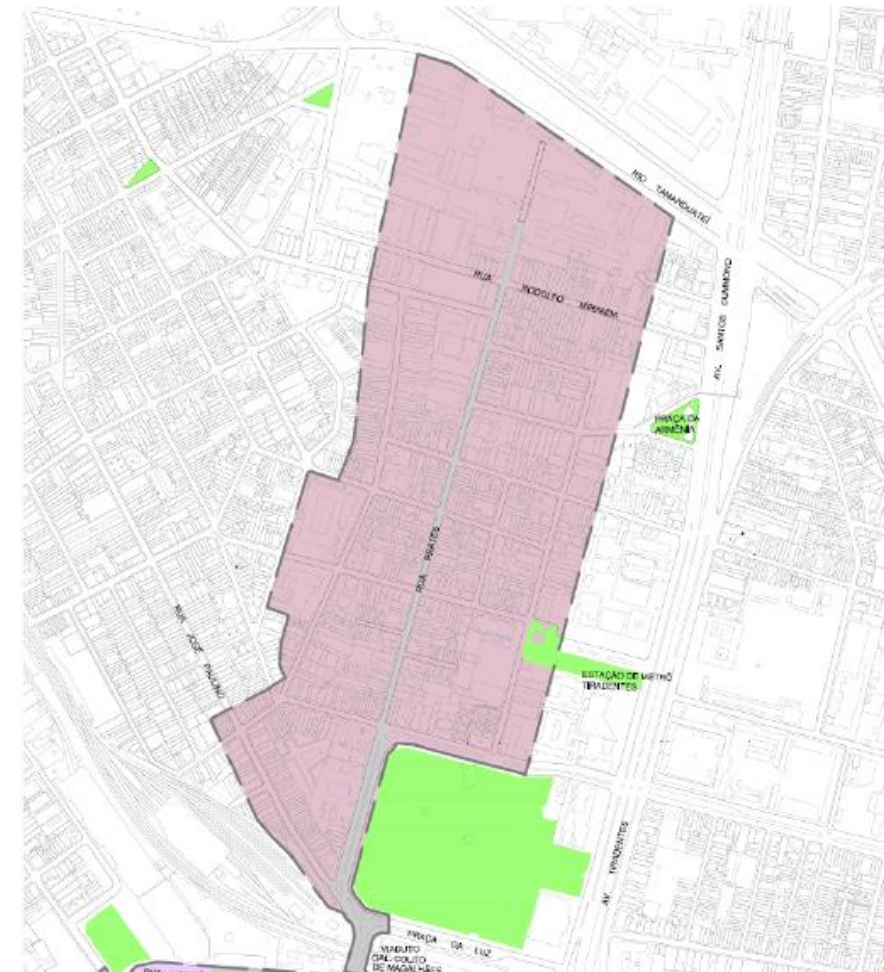 RIO TAMANDUATEÍ
AV. SANTOS DUMMOND
RUA RODOLFO MIRANDA
PRAÇA DA
ARMÊNIA
RUA PRATES
RUA JOSÉ PAULINO
ESTAÇÃO DE METRÔ
TIRADENTES
AV. TIRADENTES
PRAÇA DA LUZ
VIADUTO
GAL. COUTO
DE MAGALHÃES